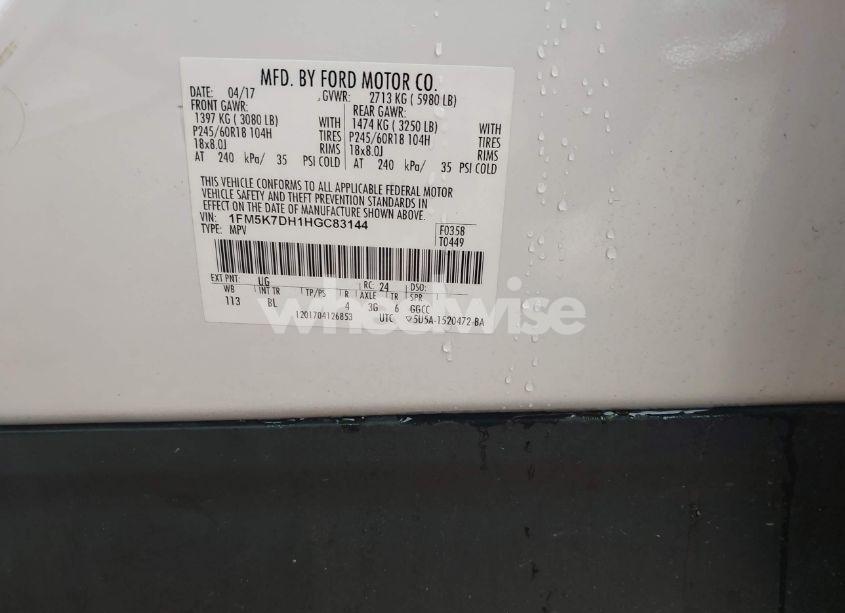 MFD. BY FORD MOTOR CO.
DATE: 04/17 GVWR: 2713 KG ( 5980 LB)
FRONT GAWR: REAR GAWR:
1397 KG ( 3080 LB) WITH 1474 KG ( 3250 LB) WITH
P245/60R18 104H TIRES P245/60R18 104H TIRES
18x8.0J RIMS 18x8.0J RIMS
AT 240 kPa/ 35 PSI COLD AT 240 kPa/ 35 PSI COLD
THIS VEHICLE CONFORMS TO ALL APPLICABLE FEDERAL MOTOR
VEHICLE SAFETY AND THEFT PREVENTION STANDARDS IN
EFFECT ON THE DATE OF MANUFACTURE SHOWN ABOVE.
VIN: 1FM5K7DH1HGC83144 F0358
TYPE: MPV T0449
EXT PNT: UG RC: 24 DSO:
WB INT TR TP/PS R AXLE TR SPR
113 BL 4 3G 6 GGCC
1201704126853 UTC 5U5A-1520472-BA
wheelwise